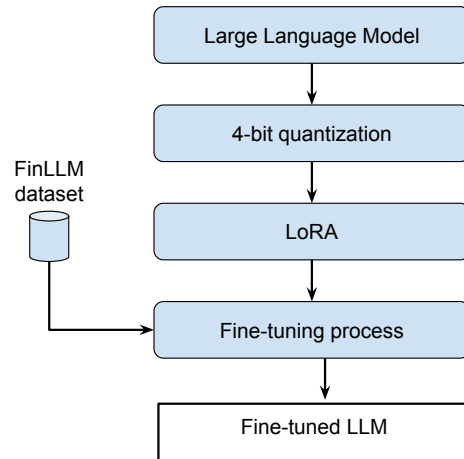 Large Language Model
4-bit quantization
FinLLM
dataset
LoRA
Fine-tuning process
Fine-tuned LLM